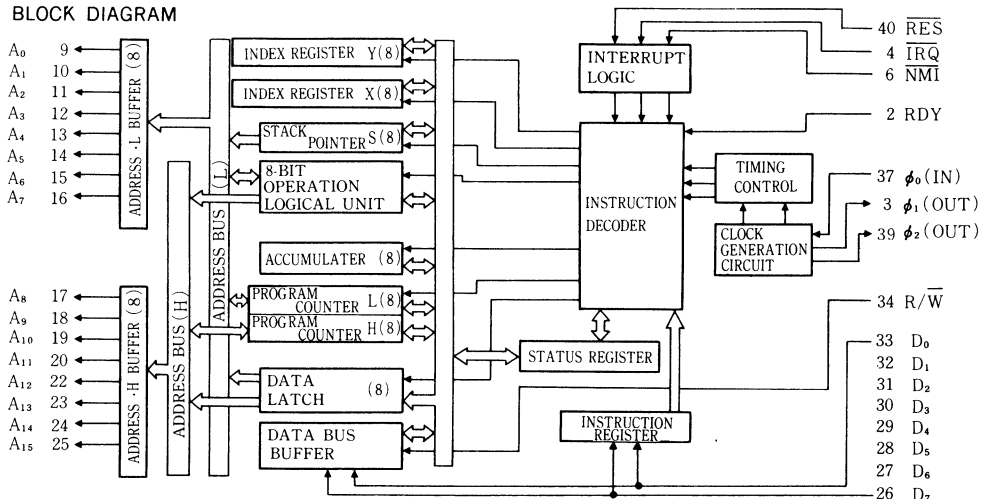 BLOCK DIAGRAM
A₀ 9
A₁ 10
A₂ 11
A₃ 12
A₄ 13
A₅ 14
A₆ 15
A₇ 16
A₈ 17
A₉ 18
A₁₀ 19
A₁₁ 20
A₁₂ 22
A₁₃ 23
A₁₄ 24
A₁₅ 25
ADDRESS·L BUFFER (8)
ADDRESS·H BUFFER (8)
ADDRESS BUS (H)
ADDRESS BUS (L)
INDEX REGISTER Y(8)
INDEX REGISTER X(8)
STACK
POINTER S(8)
8-BIT
OPERATION
LOGICAL UNIT
ACCUMULATER (8)
PROGRAM
COUNTER L(8)
PROGRAM
COUNTER H(8)
DATA
LATCH (8)
DATA BUS
BUFFER
INTERRUPT
LOGIC
INSTRUCTION
DECODER
TIMING
CONTROL
CLOCK
GENERATION
CIRCUIT
STATUS REGISTER
INSTRUCTION
REGISTER
40 R̅E̅S̅
4 I̅R̅Q̅
6 N̅M̅I̅
2 RDY
37 ϕ₀(IN)
3 ϕ₁(OUT)
39 ϕ₂(OUT)
34 R/W̅
33 D₀
32 D₁
31 D₂
30 D₃
29 D₄
28 D₅
27 D₆
26 D₇